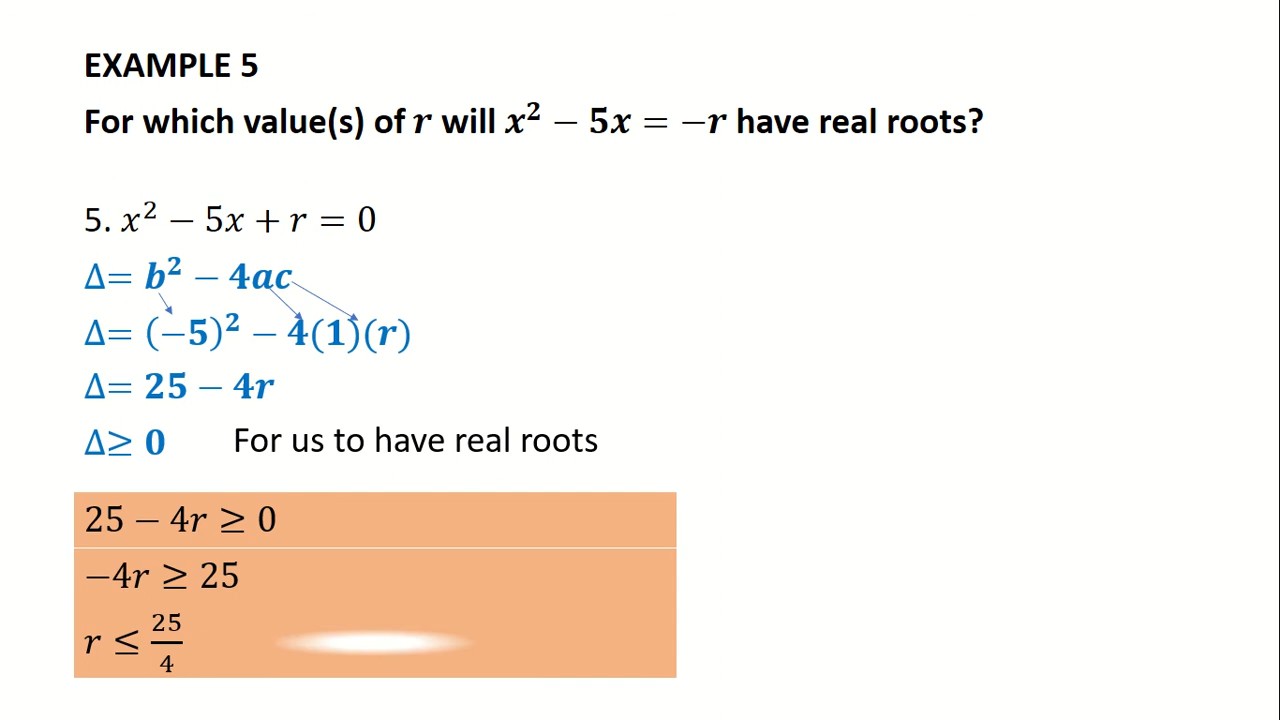 EXAMPLE 5
For which value(s) of r will x² − 5x = −r have real roots?
5. x² − 5x + r = 0
Δ= b² − 4ac
Δ= (−5)² − 4(1)(r)
Δ= 25 − 4r
Δ≥ 0 For us to have real roots
25 − 4r ≥ 0
−4r ≥ 25
r ≤ 25/4